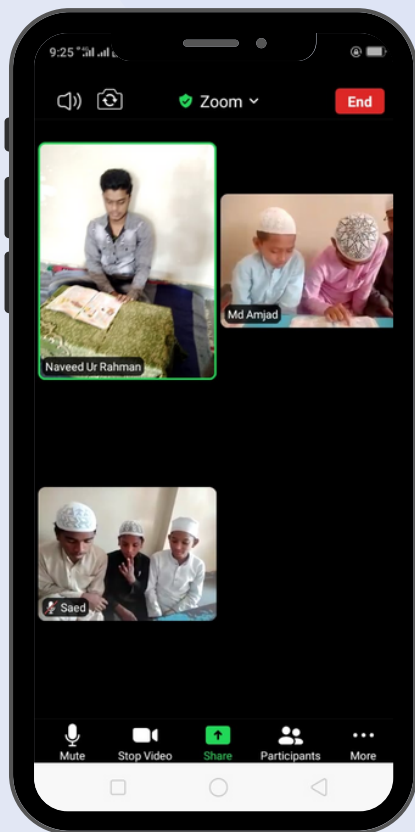 9:25
Zoom
End
Naveed Ur Rahman
Md Amjad
Saed
Mute
Stop Video
Share
Participants
More